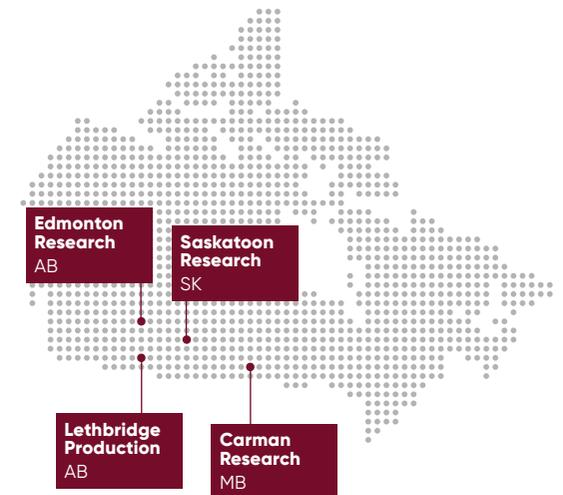 Edmonton
Research
AB
Saskatoon
Research
SK
Lethbridge
Production
AB
Carman
Research
MB